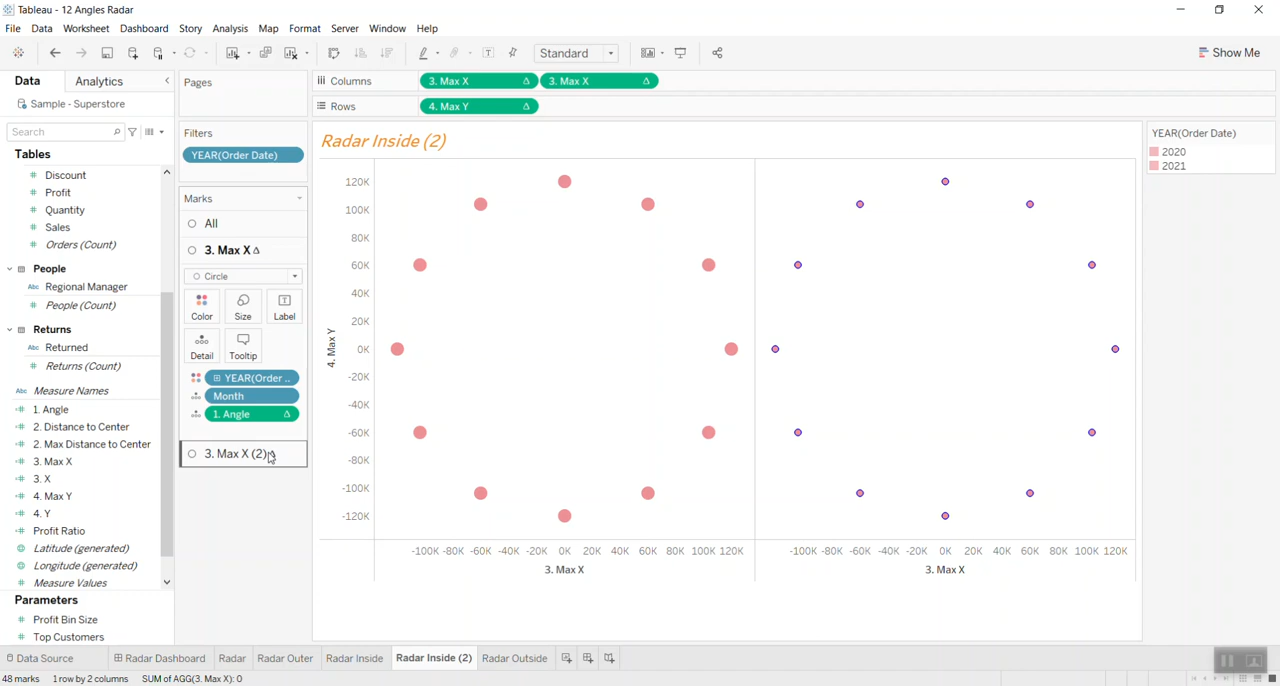 Tableau - 12 Angles Radar
File Data Worksheet Dashboard Story Analysis Map Format Server Window Help
Standard
Show Me
Data Analytics
Sample - Superstore
Search
Tables
Discount
Profit
Quantity
Sales
Orders (Count)
People
Abc Regional Manager
People (Count)
Returns
Abc Returned
Returns (Count)
Abc Measure Names
1. Angle
2. Distance to Center
2. Max Distance to Center
3. Max X
3. X
4. Max Y
4. Y
Profit Ratio
Latitude (generated)
Longitude (generated)
Measure Values
Parameters
Profit Bin Size
Top Customers
Pages
Filters
YEAR(Order Date)
Marks
All
3. Max X Δ
Circle
Color Size Label
Detail Tooltip
YEAR(Order ..
Month
1. Angle Δ
3. Max X (2)
Columns 3. Max X Δ 3. Max X Δ
Rows 4. Max Y Δ
Radar Inside (2)
4. Max Y
120K
100K
80K
60K
40K
20K
0K
-20K
-40K
-60K
-80K
-100K
-120K
-100K -80K -60K -40K -20K 0K 20K 40K 60K 80K 100K 120K
3. Max X
-100K -80K -60K -40K -20K 0K 20K 40K 60K 80K 100K 120K
3. Max X
YEAR(Order Date)
2020
2021
Data Source Radar Dashboard Radar Radar Outer Radar Inside Radar Inside (2) Radar Outside
48 marks 1 row by 2 columns SUM of AGG(3. Max X): 0